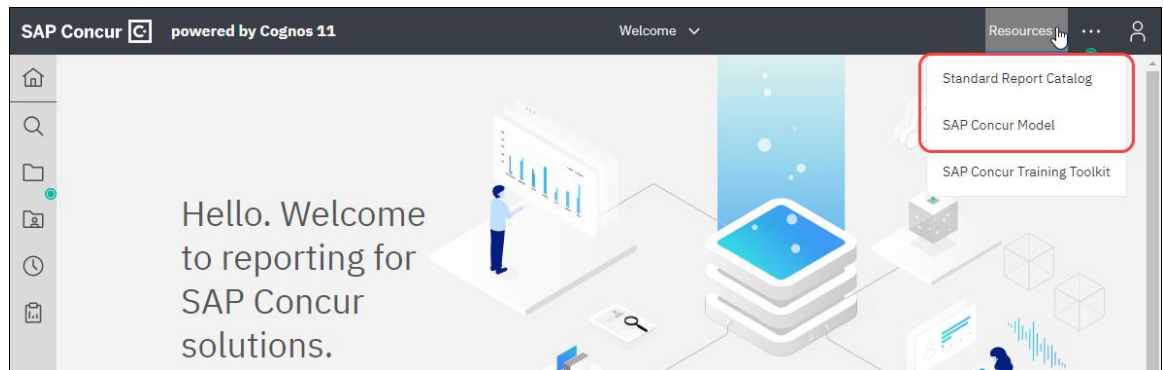 SAP Concur C powered by Cognos 11
Welcome
Resources
Standard Report Catalog
SAP Concur Model
SAP Concur Training Toolkit
Hello. Welcome
to reporting for
SAP Concur
solutions.